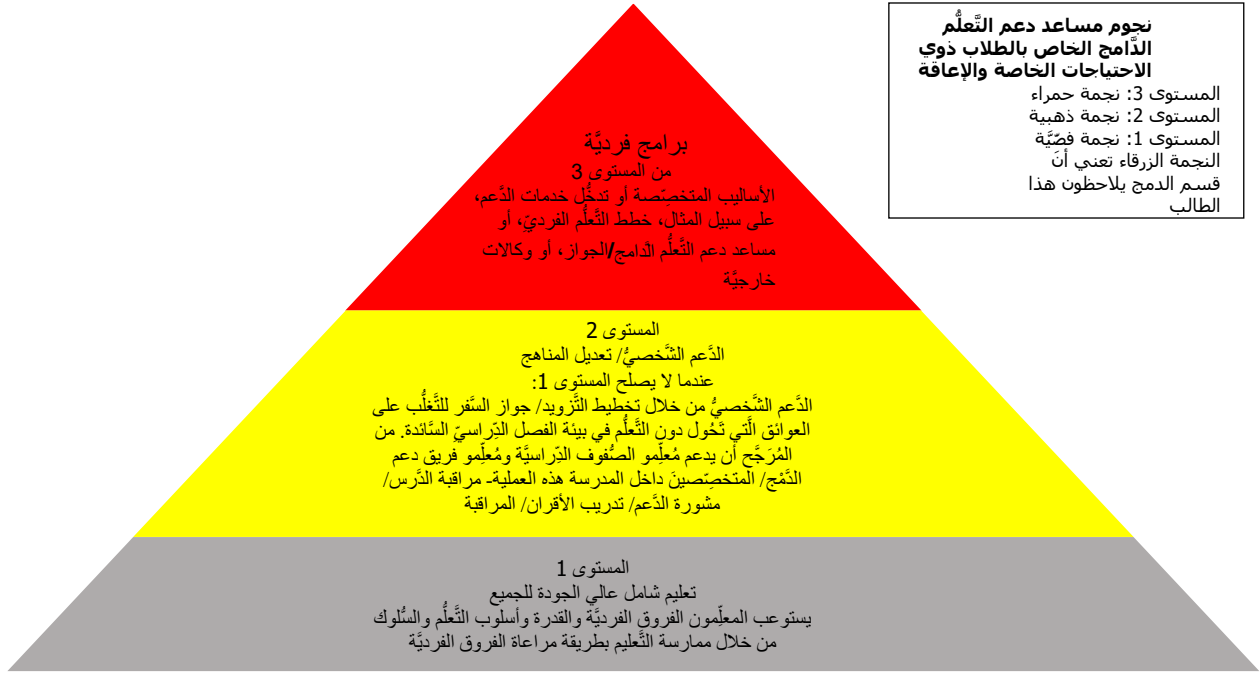 نجوم مساعد دعم التَّعلُّم
الدَّامج الخاص بالطلاب ذوي
الاحتياجات الخاصة والإعاقة
المستوى 3: نجمة حمراء
المستوى 2: نجمة ذهبية
المستوى 1: نجمة فضّيَّة
النجمة الزرقاء تعني أنَ
قسم الدمج يلاحظون هذا
الطالب
برامج فرديَّة
من المستوى 3
الأساليب المتخصِّصة أو تدخُّل خدمات الدَّعم،
على سبيل المثال، خطط التَّعلُّم الفرديّ، أو
مساعد دعم التَّعلُّم الدامج/الجواز، أو وكالات
خارجيَّة
المستوى 2
الدَّعم الشَّخصيُّ/ تعديل المناهج
عندما لا يصلح المستوى 1:
الدَّعم الشَّخصيُّ من خلال تخطيط التَّزويد/ جواز السَّفر للتَّغلُّب على
العوائق الَّتي تَحُول دون التَّعلُّم في بيئة الفصل الدِّراسيّ السَّائدة. من
المُرَجَّح أن يدعم مُعلِّمو الصُّفوف الدِّراسيَّة ومُعلِّمو فريق دعم
الدَّمْج/ المتخصِّصينَ داخل المدرسة هذه العملية- مراقبة الدَّرس/
مشورة الدَّعم/ تدريب الأقران/ المراقبة
المستوى 1
تعليم شامل عالي الجودة للجميع
يستوعب المعلِّمون الفروق الفرديَّة والقدرة وأسلوب التَّعلُّم والسُّلوك
من خلال ممارسة التَّعليم بطريقة مراعاة الفروق الفرديَّة